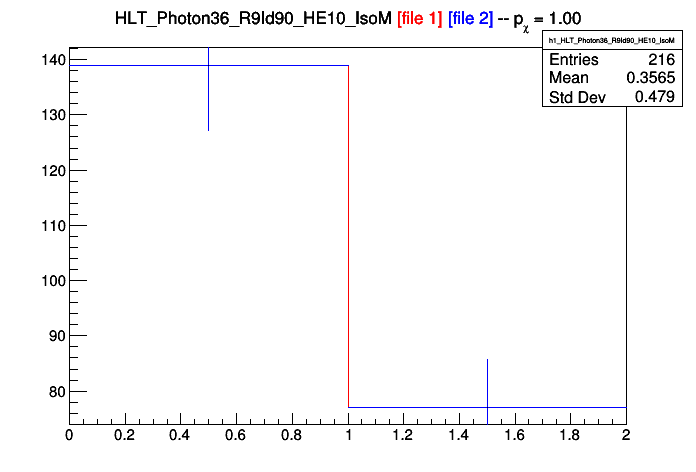 HLT_Photon36_R9Id90_HE10_IsoM [file 1] [file 2] -- pχ = 1.00
h1_HLT_Photon36_R9Id90_HE10_IsoM
Entries 216
Mean 0.3565
Std Dev 0.479
140
130
120
110
100
90
80
0 0.2 0.4 0.6 0.8 1 1.2 1.4 1.6 1.8 2